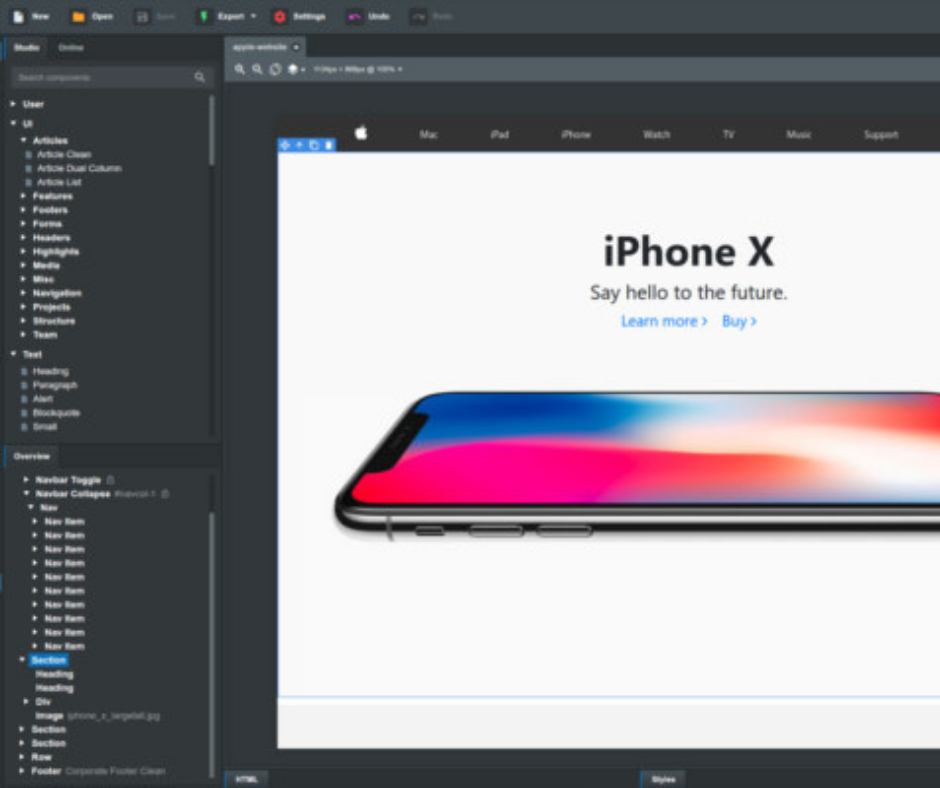 New Open Save Export Settings Undo Redo
Studio Online
apple-website
Search components
User
UI
Articles
Article Clean
Article Dual Column
Article List
Features
Footers
Forms
Headers
Highlights
Media
Misc
Navigation
Projects
Structure
Team
Text
Heading
Paragraph
Alert
Blockquote
Small
Overview
Navbar Toggle
Navbar Collapse #navcol-1
Nav
Nav Item
Nav Item
Nav Item
Nav Item
Nav Item
Nav Item
Nav Item
Nav Item
Nav Item
Nav Item
Section
Heading
Heading
Div
Image
Section
Section
Row
Footer Corporate Footer Clean
Mac iPad iPhone Watch TV Music Support
iPhone X
Say hello to the future.
Learn more > Buy >
HTML Styles